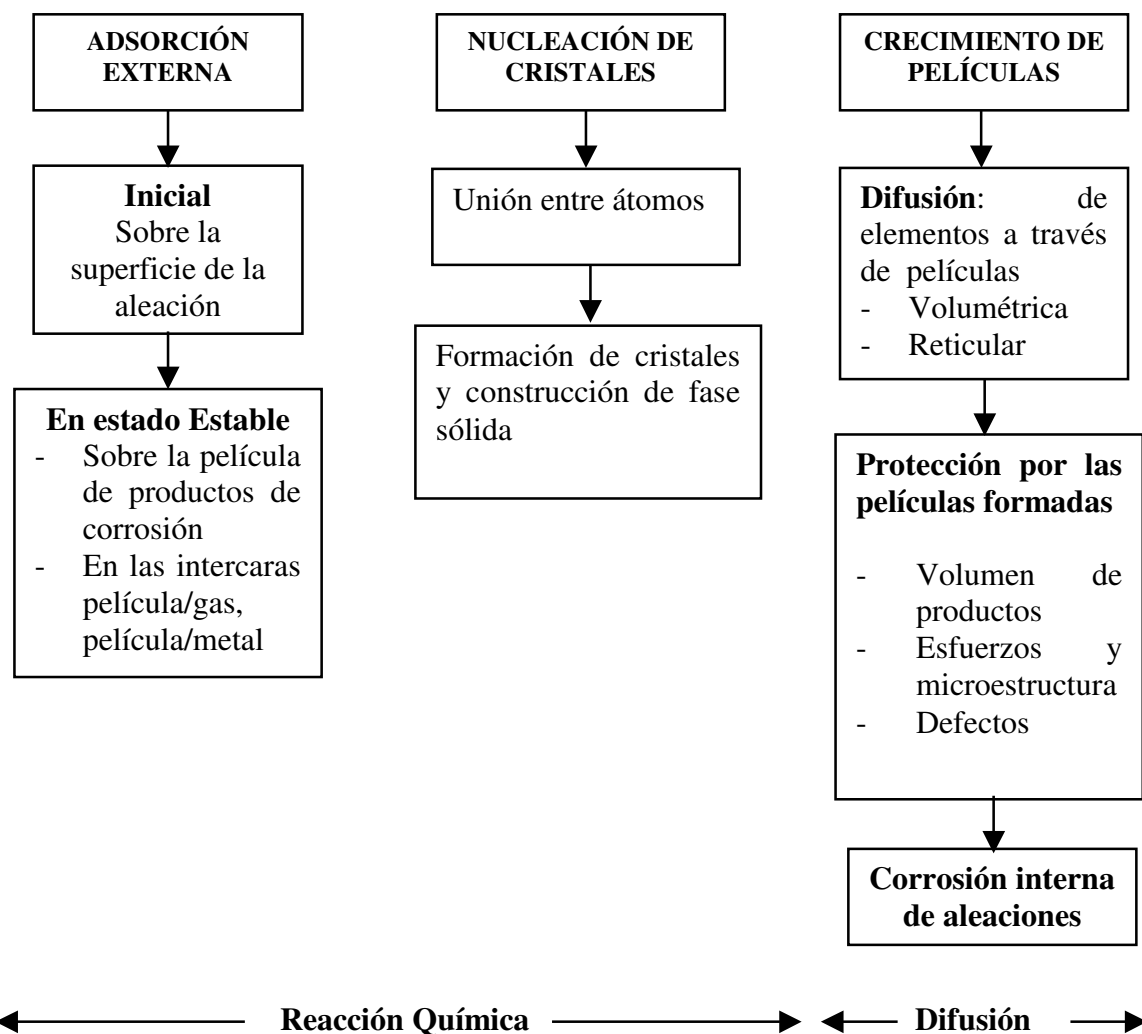 ADSORCIÓN
EXTERNA
Inicial
Sobre la
superficie de la
aleación
En estado Estable
- Sobre la película
de productos de
corrosión
- En las intercaras
película/gas,
película/metal
NUCLEACIÓN DE
CRISTALES
Unión entre átomos
Formación de cristales
y construcción de fase
sólida
CRECIMIENTO DE
PELÍCULAS
Difusión: de
elementos a través
de películas
- Volumétrica
- Reticular
Protección por las
películas formadas
- Volumen de
productos
- Esfuerzos y
microestructura
- Defectos
Corrosión interna
de aleaciones
Reacción Química
Difusión